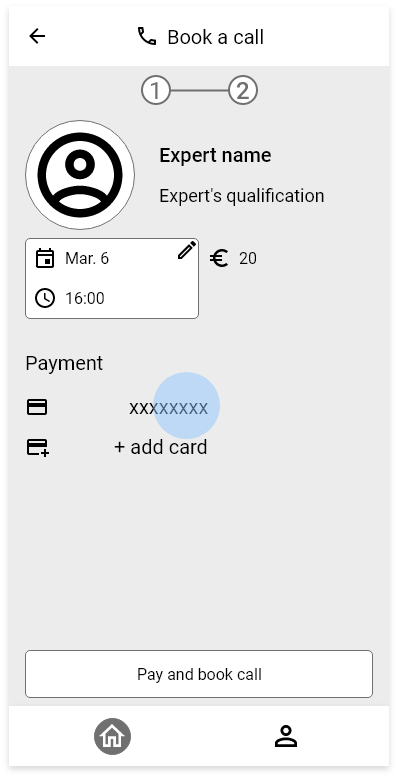 Book a call
1 2
Expert name
Expert's qualification
Mar. 6
€ 20
16:00
Payment
xxxxxxxx
+ add card
Pay and book call